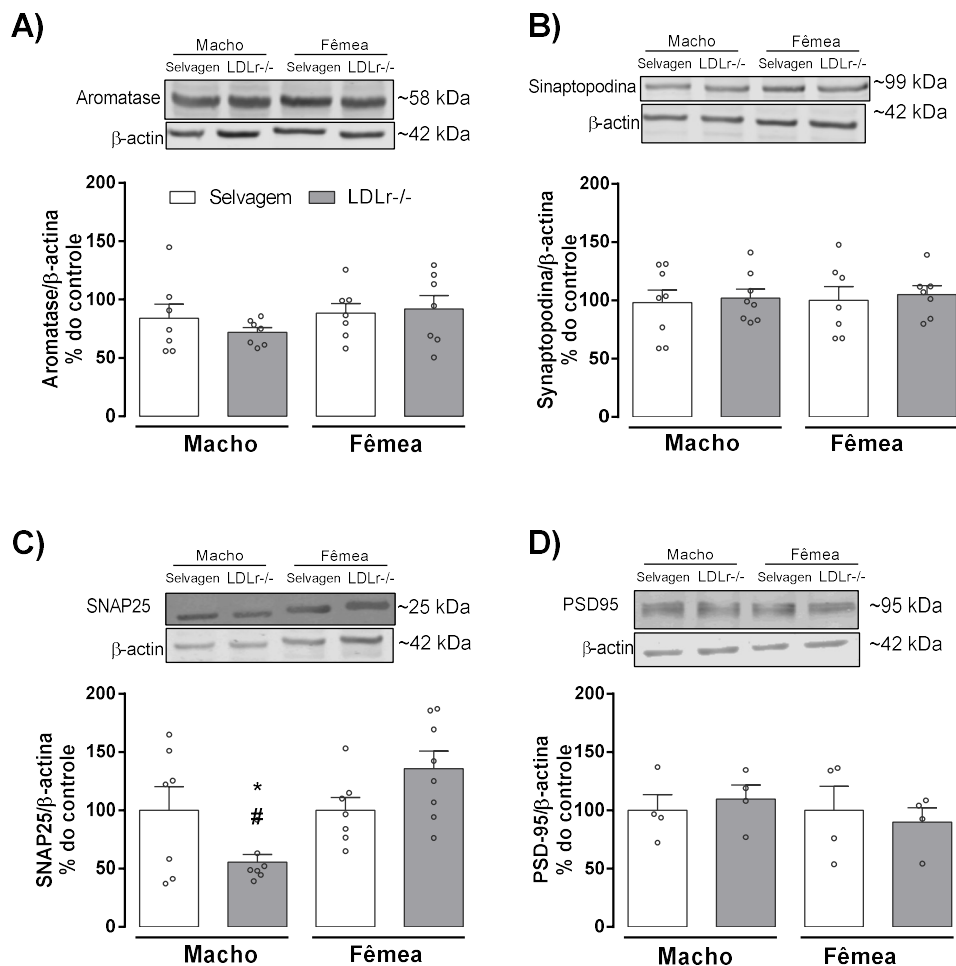 A)
Macho Fêmea
Selvagen LDLr-/- Selvagen LDLr-/-
Aromatase ~58 kDa
β-actin ~42 kDa
200
150
100
50
0
Aromatase/β-actina
% do controle
Selvagem LDLr-/-
Macho Fêmea
B)
Macho Fêmea
Selvagen LDLr-/- Selvagen LDLr-/-
Sinaptopodina ~99 kDa
β-actin ~42 kDa
200
150
100
50
0
Synaptopodina/β-actina
% do controle
Macho Fêmea
C)
Macho Fêmea
Selvagen LDLr-/- Selvagen LDLr-/-
SNAP25 ~25 kDa
β-actin ~42 kDa
200
150
100
50
0
SNAP25/β-actina
% do controle
*
#
Macho Fêmea
D)
Macho Fêmea
Selvagen LDLr-/- Selvagen LDLr-/-
PSD95 ~95 kDa
β-actin ~42 kDa
200
150
100
50
0
PSD-95/β-actina
% do controle
Macho Fêmea